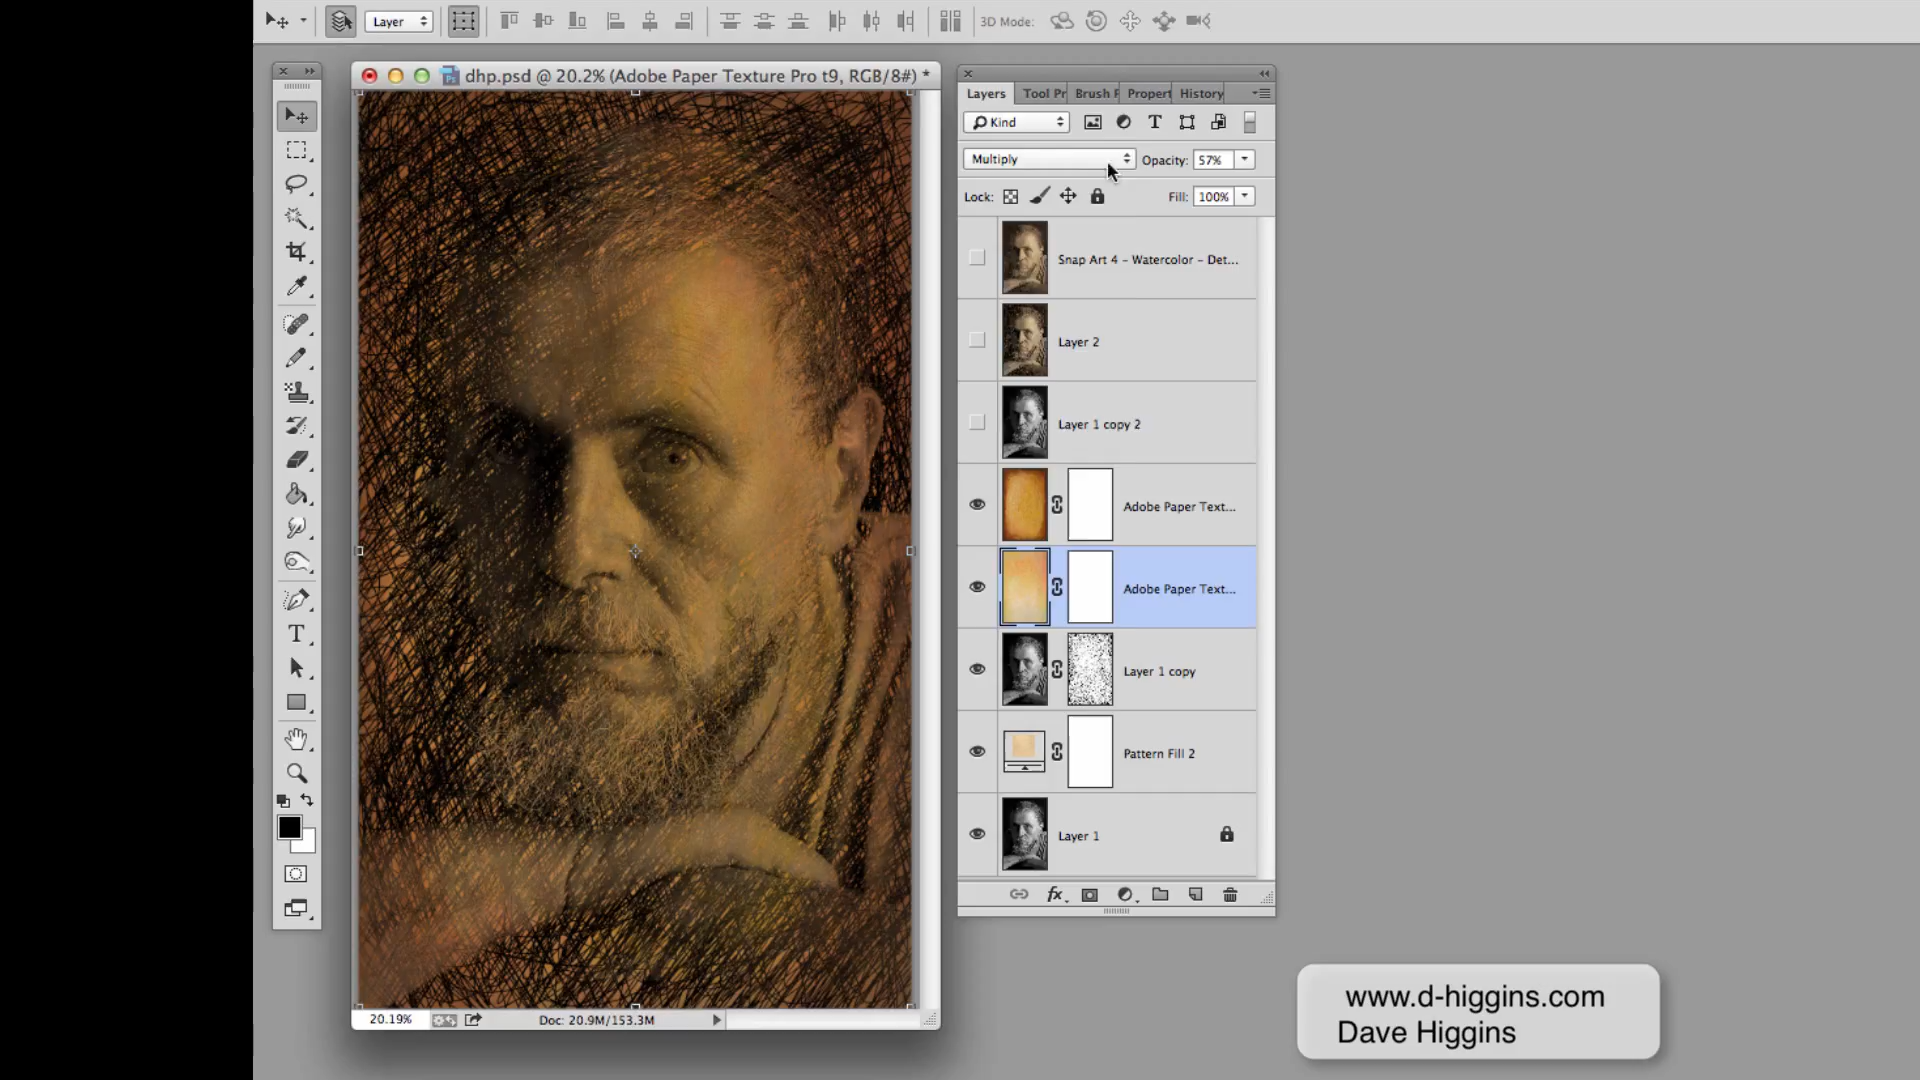 Layer
3D Mode:
dhp.psd @ 20.2% (Adobe Paper Texture Pro t9, RGB/8#) *
Layers
Tool Pr
Brush P
Propert
History
Kind
T
Multiply
Opacity: 57%
Lock:
Fill: 100%
Snap Art 4 - Watercolor - Det...
Layer 2
Layer 1 copy 2
Adobe Paper Text...
Adobe Paper Text...
Layer 1 copy
Pattern Fill 2
Layer 1
fx
T
20.19%
Doc: 20.9M/153.3M
www.d-higgins.com
Dave Higgins